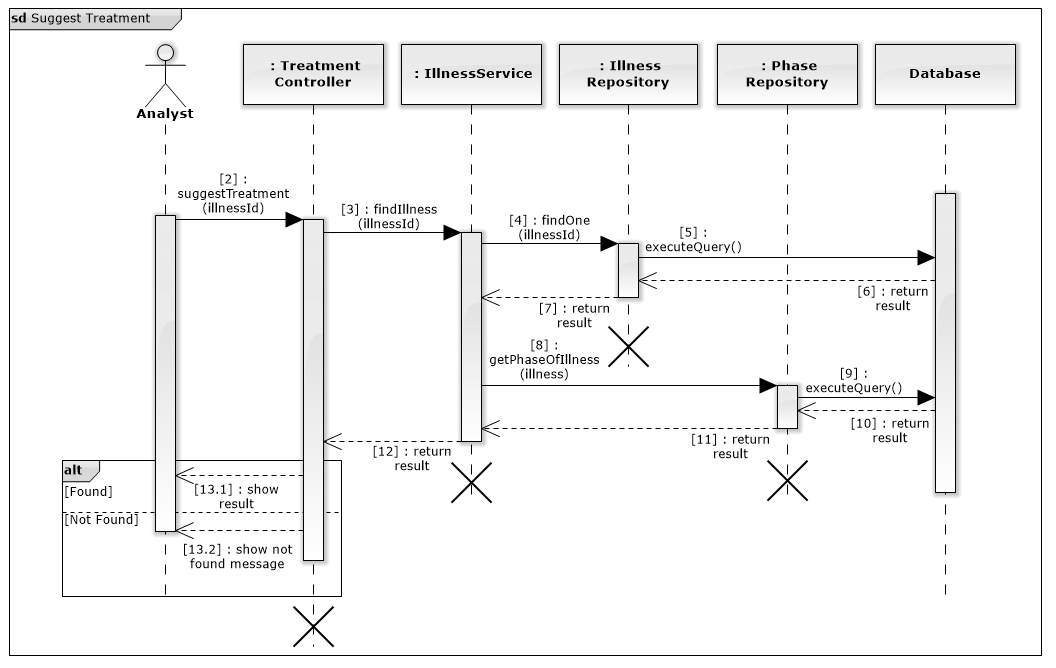 sd Suggest Treatment
Analyst
: Treatment
Controller
: IllnessService
: Illness
Repository
: Phase
Repository
Database
[2] :
suggestTreatment
(illnessId)
[3] : findIllness
(illnessId)
[4] : findOne
(illnessId)
[5] :
executeQuery()
[6] : return
result
[7] : return
result
[8] :
getPhaseOfIllness
(illness)
[9] :
executeQuery()
[10] : return
result
[11] : return
result
[12] : return
result
alt
[Found]
[13.1] : show
result
[Not Found]
[13.2] : show not
found message